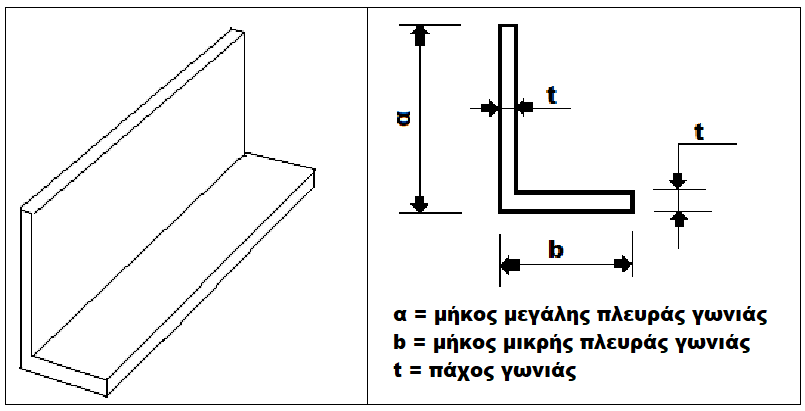 t
α
t
b
α = μήκος μεγάλης πλευράς γωνιάς
b = μήκος μικρής πλευράς γωνιάς
t = πάχος γωνιάς